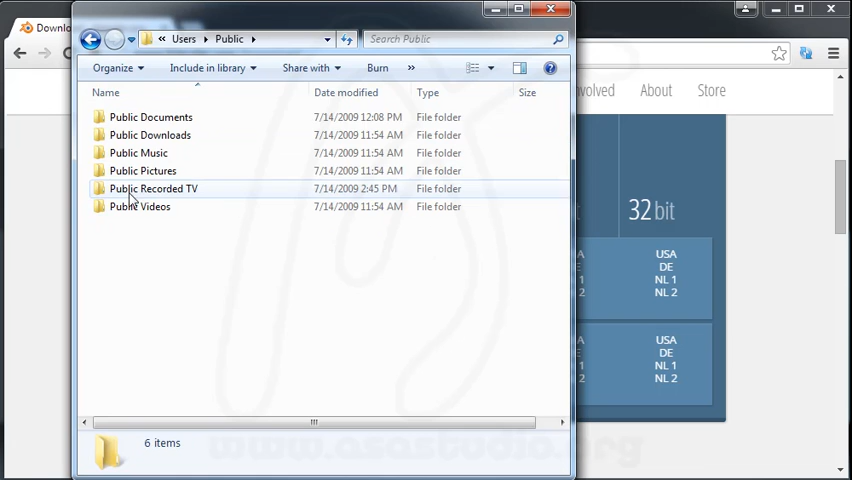 Downlo
Users Public
Search Public
Organize Include in library Share with Burn »
Name Date modified Type Size
Public Documents 7/14/2009 12:08 PM File folder
Public Downloads 7/14/2009 11:54 AM File folder
Public Music 7/14/2009 11:54 AM File folder
Public Pictures 7/14/2009 11:54 AM File folder
Public Recorded TV 7/14/2009 2:45 PM File folder
Public Videos 7/14/2009 11:54 AM File folder
6 items
nvolved About Store
32 bit
USA
DE
NL 1
NL 2
USA
DE
NL 1
NL 2
www.asastudio.org